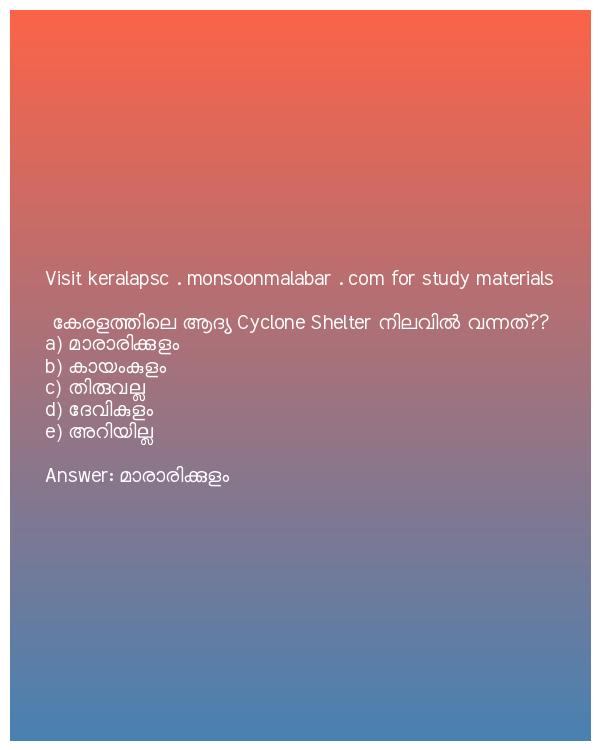 Visit keralapsc . monsoonmalabar . com for study materials
കേരളത്തിലെ ആദ്യ Cyclone Shelter നിലവിൽ വന്നത്??
a) മാരാരിക്കുളം
b) കായംകുളം
c) തിരുവല്ല
d) ദേവികുളം
e) അറിയില്ല
Answer: മാരാരിക്കുളം